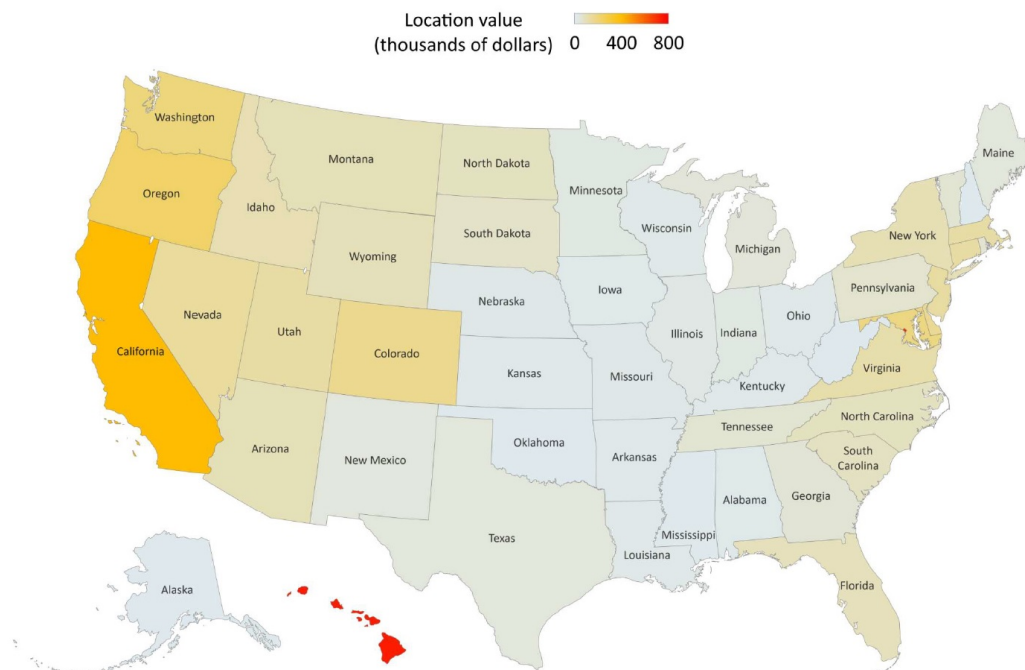 Location value
(thousands of dollars)
0 400 800
Washington
Montana
North Dakota
Minnesota
Maine
Oregon
Idaho
Wisconsin
South Dakota
Michigan
New York
Wyoming
Pennsylvania
Nebraska
Iowa
Nevada
Utah
Illinois
Indiana
Ohio
California
Colorado
Kansas
Missouri
Virginia
Kentucky
Oklahoma
Tennessee
North Carolina
Arizona
New Mexico
Arkansas
South
Carolina
Georgia
Alabama
Mississippi
Texas
Louisiana
Florida
Alaska